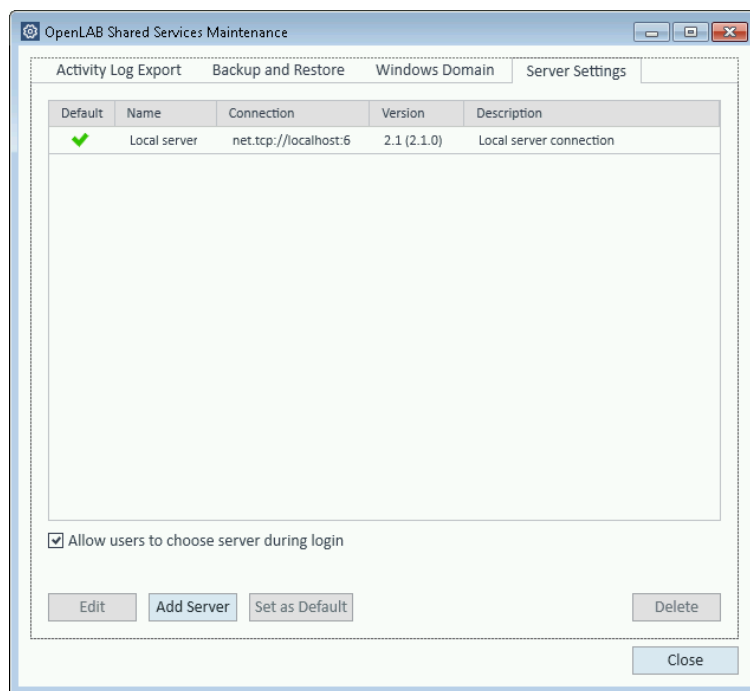 OpenLAB Shared Services Maintenance
Activity Log Export Backup and Restore Windows Domain Server Settings
Default Name Connection Version Description
Local server net.tcp://localhost:6 2.1 (2.1.0) Local server connection
Allow users to choose server during login
Edit Add Server Set as Default Delete
Close